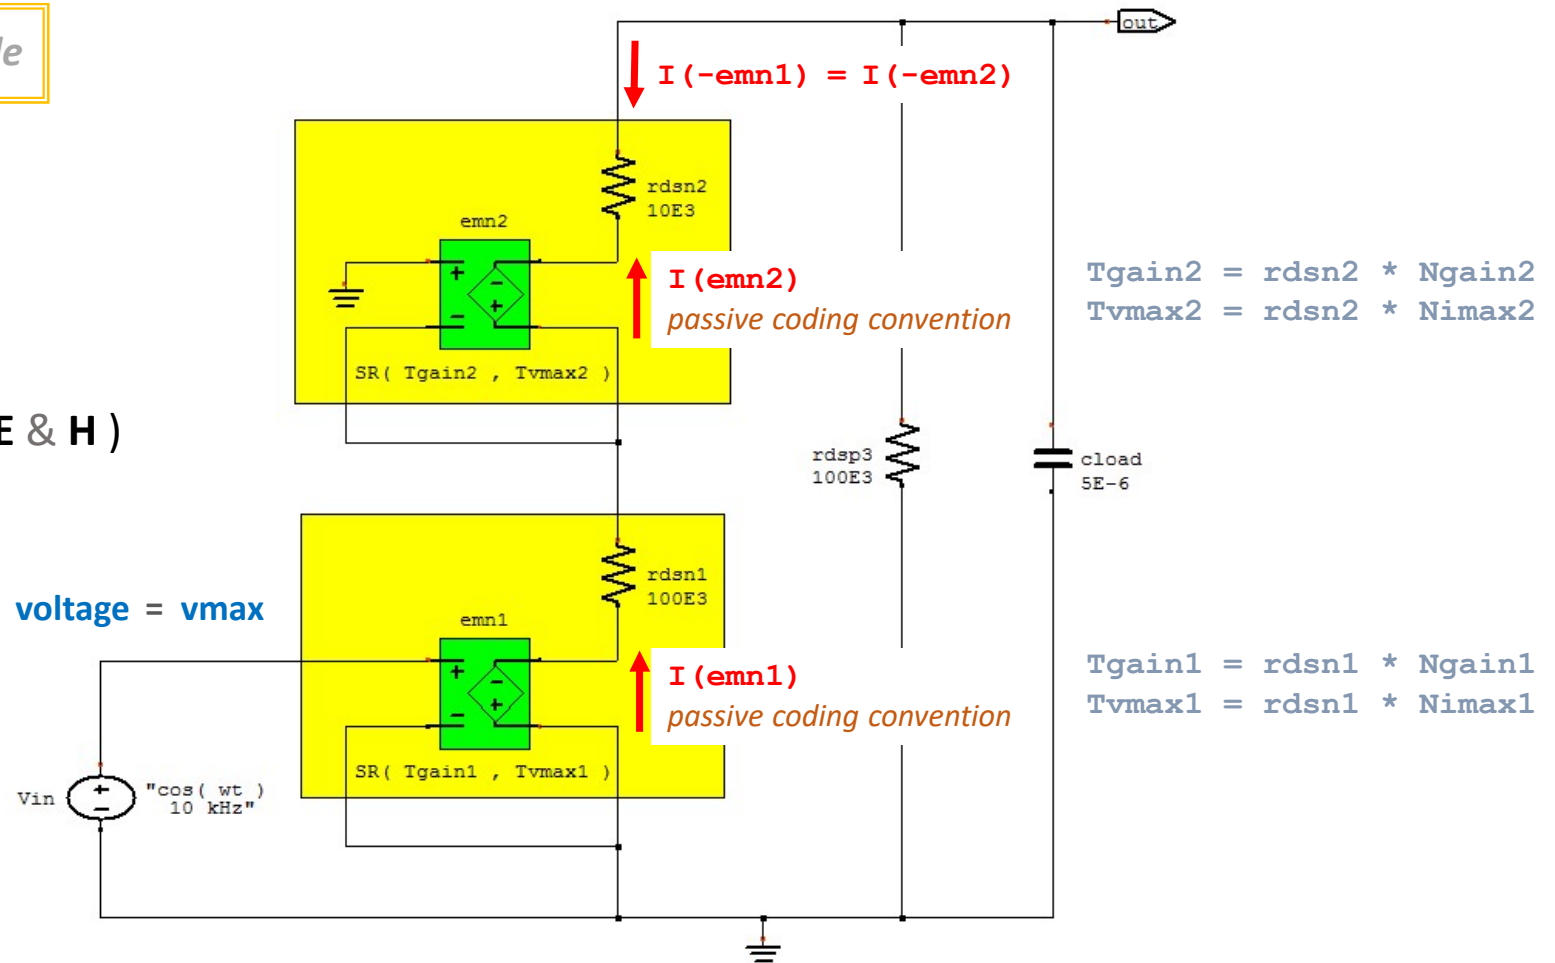 le
out
I(-emn1) = I(-emn2)
rdsn2
10E3
emn2
+
-
-
+
I(emn2)
passive coding convention
SR( Tgain2 , Tvmax2 )
Tgain2 = rdsn2 * Ngain2
Tvmax2 = rdsn2 * Nimax2
E & H )
rdsp3
100E3
cload
5E-6
rdsn1
100E3
voltage = vmax
emn1
+
-
-
+
I(emn1)
passive coding convention
SR( Tgain1 , Tvmax1 )
Tgain1 = rdsn1 * Ngain1
Tvmax1 = rdsn1 * Nimax1
Vin
+
-
"cos( wt )
10 kHz"